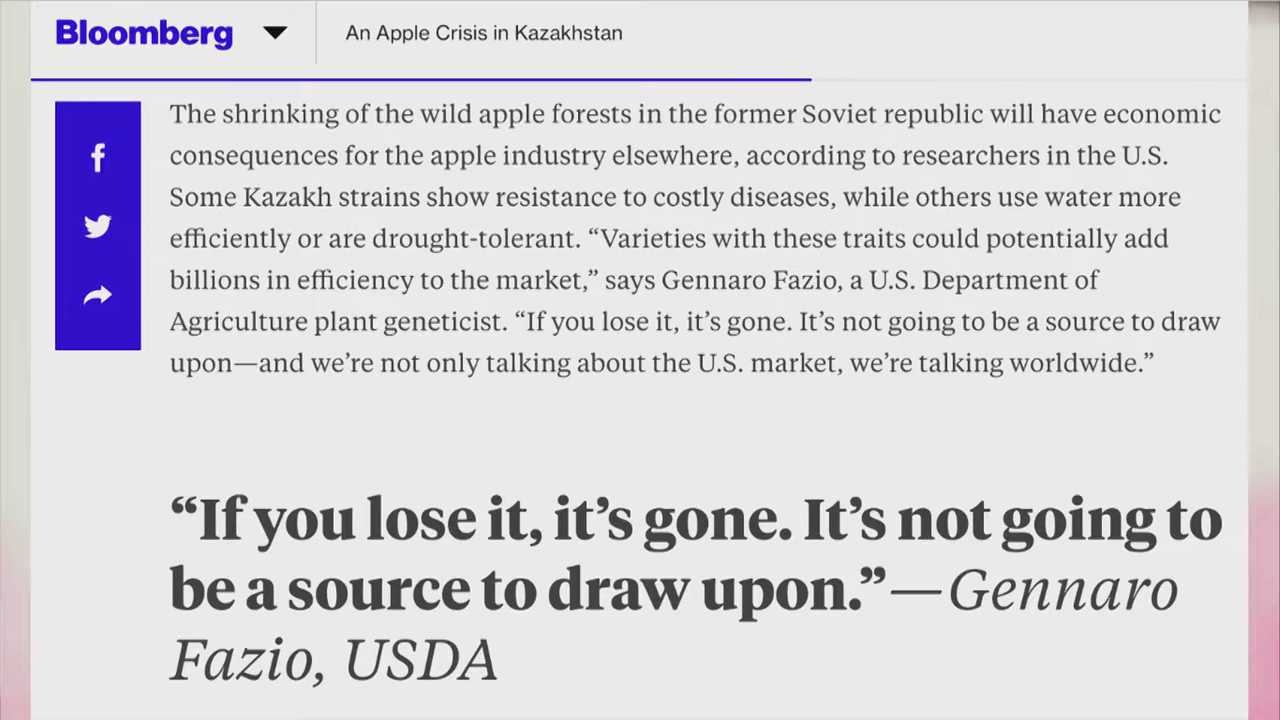 Bloomberg
An Apple Crisis in Kazakhstan
The shrinking of the wild apple forests in the former Soviet republic will have economic
consequences for the apple industry elsewhere, according to researchers in the U.S.
Some Kazakh strains show resistance to costly diseases, while others use water more
efficiently or are drought-tolerant. “Varieties with these traits could potentially add
billions in efficiency to the market,” says Gennaro Fazio, a U.S. Department of
Agriculture plant geneticist. “If you lose it, it’s gone. It’s not going to be a source to draw
upon—and we’re not only talking about the U.S. market, we’re talking worldwide.”
“If you lose it, it’s gone. It’s not going to
be a source to draw upon.”—Gennaro
Fazio, USDA